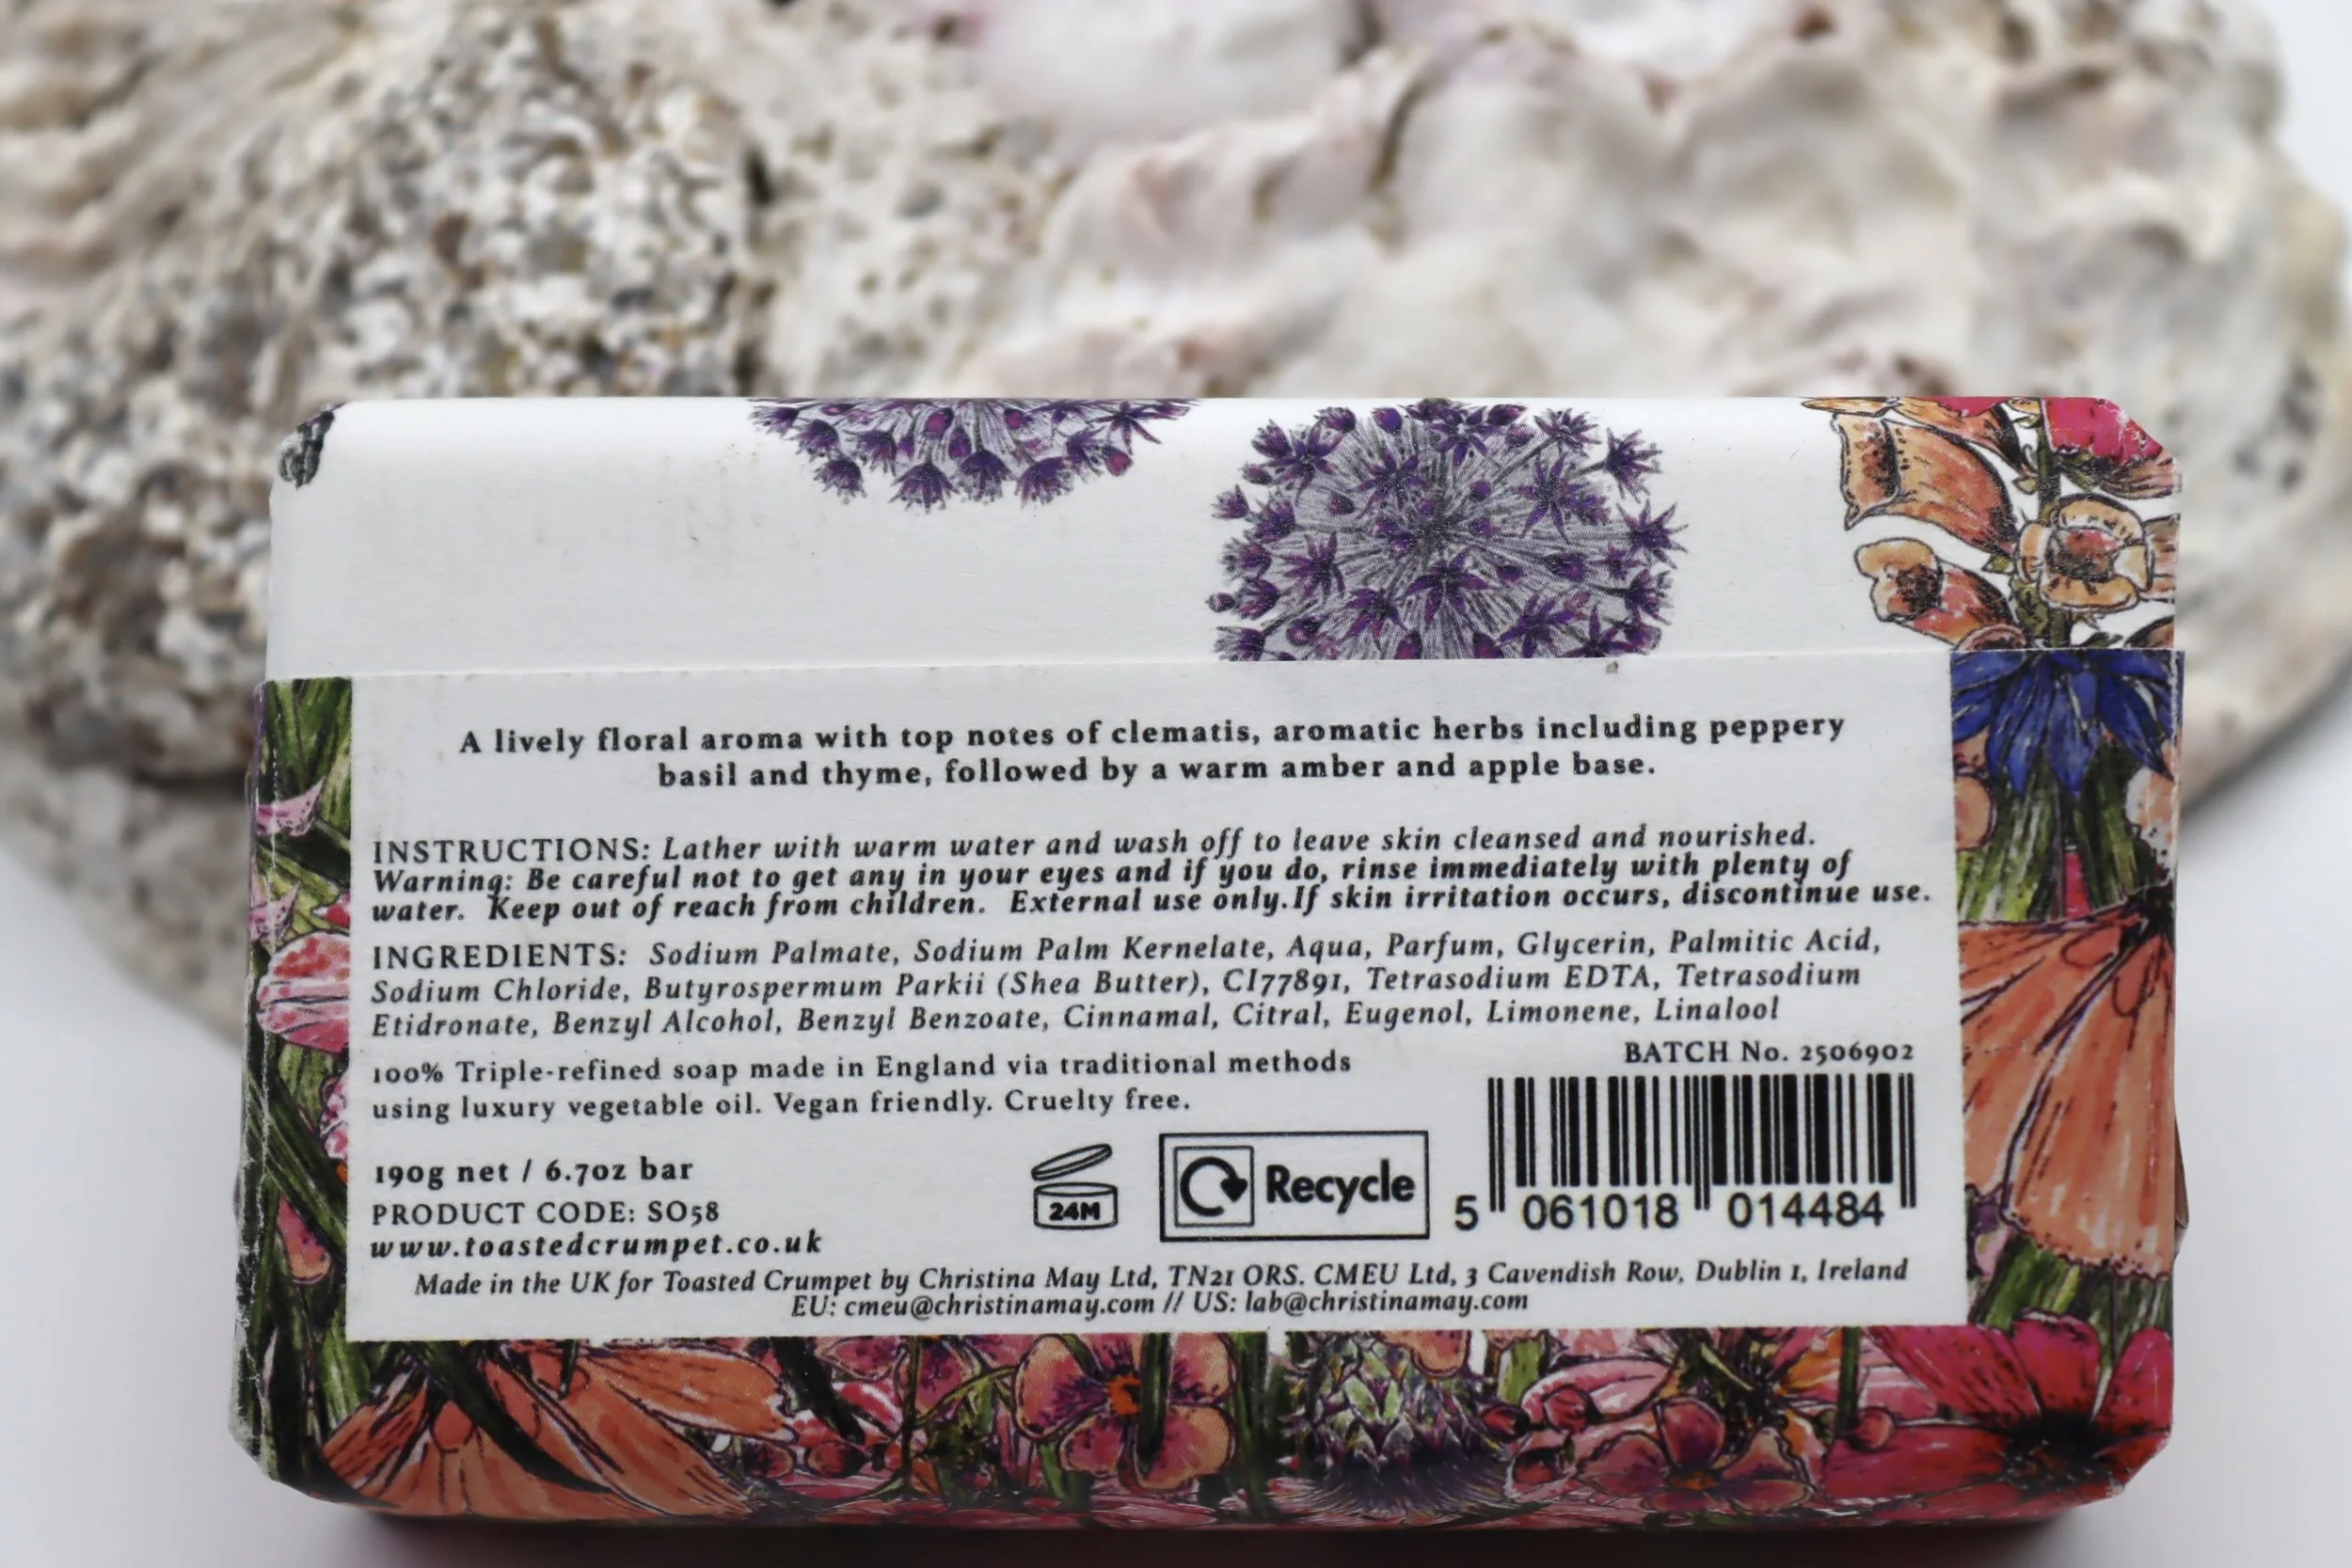 A lively floral aroma with top notes of clematis, aromatic herbs including peppery
basil and thyme, followed by a warm amber and apple base.
INSTRUCTIONS: Lather with warm water and wash off to leave skin cleansed and nourished.
Warning: Be careful not to get any in your eyes and if you do, rinse immediately with plenty of
water. Keep out of reach from children. External use only.If skin irritation occurs, discontinue use.
INGREDIENTS: Sodium Palmate, Sodium Palm Kernelate, Aqua, Parfum, Glycerin, Palmitic Acid,
Sodium Chloride, Butyrospermum Parkii (Shea Butter), CI77891, Tetrasodium EDTA, Tetrasodium
Etidronate, Benzyl Alcohol, Benzyl Benzoate, Cinnamal, Citral, Eugenol, Limonene, Linalool
100% Triple-refined soap made in England via traditional methods
using luxury vegetable oil. Vegan friendly. Cruelty free.
BATCH No. 2506902
190g net / 6.7oz bar
PRODUCT CODE: SO58
www.toastedcrumpet.co.uk
24M
Recycle
5 061018 014484
Made in the UK for Toasted Crumpet by Christina May Ltd, TN21 0RS. CMEU Ltd, 3 Cavendish Row, Dublin 1, Ireland
EU: cmeu@christinamay.com // US: lab@christinamay.com